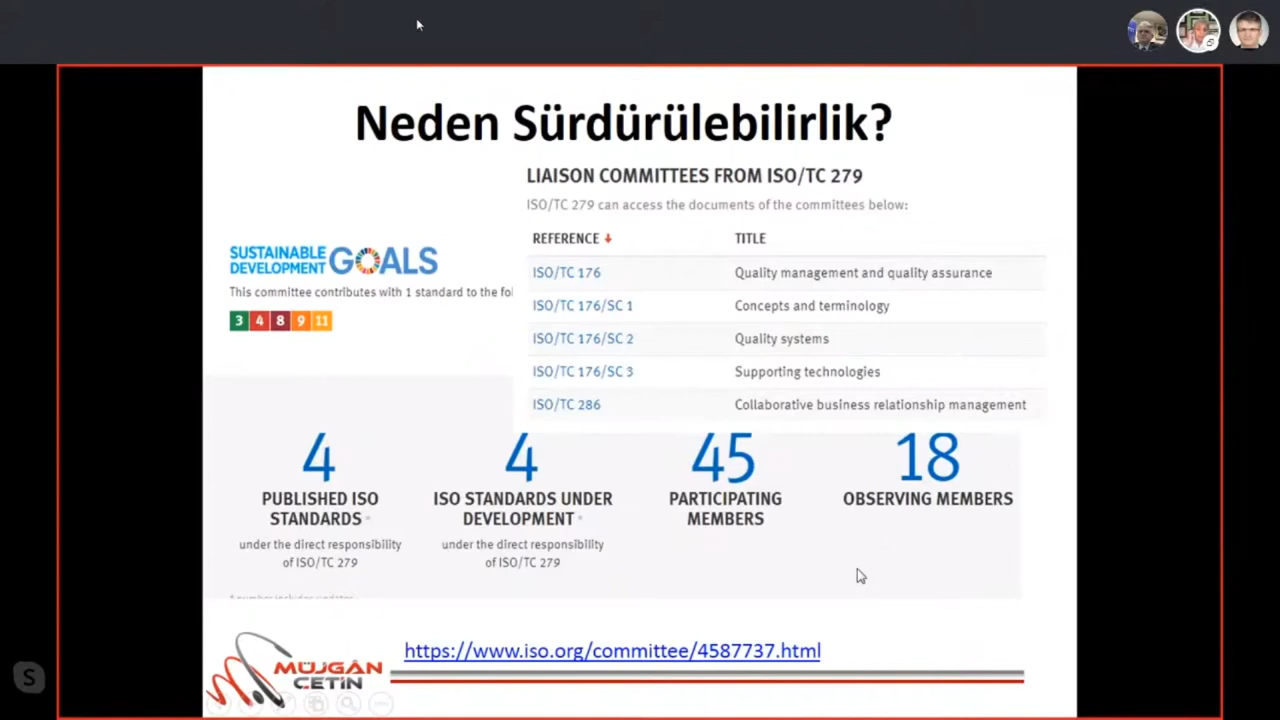 Neden Sürdürülebilirlik?
LIAISON COMMITTEES FROM ISO/TC 279
ISO/TC 279 can access the documents of the committees below:
REFERENCE TITLE
ISO/TC 176 Quality management and quality assurance
ISO/TC 176/SC 1 Concepts and terminology
ISO/TC 176/SC 2 Quality systems
ISO/TC 176/SC 3 Supporting technologies
ISO/TC 286 Collaborative business relationship management
SUSTAINABLE
DEVELOPMENT GOALS
This committee contributes with 1 standard to the fol
3 4 8 9 11
4
PUBLISHED ISO
STANDARDS *
under the direct responsibility
of ISO/TC 279
4
ISO STANDARDS UNDER
DEVELOPMENT *
under the direct responsibility
of ISO/TC 279
45
PARTICIPATING
MEMBERS
18
OBSERVING MEMBERS
MÜJGÂN
ÇETİN
https://www.iso.org/committee/4587737.html
S